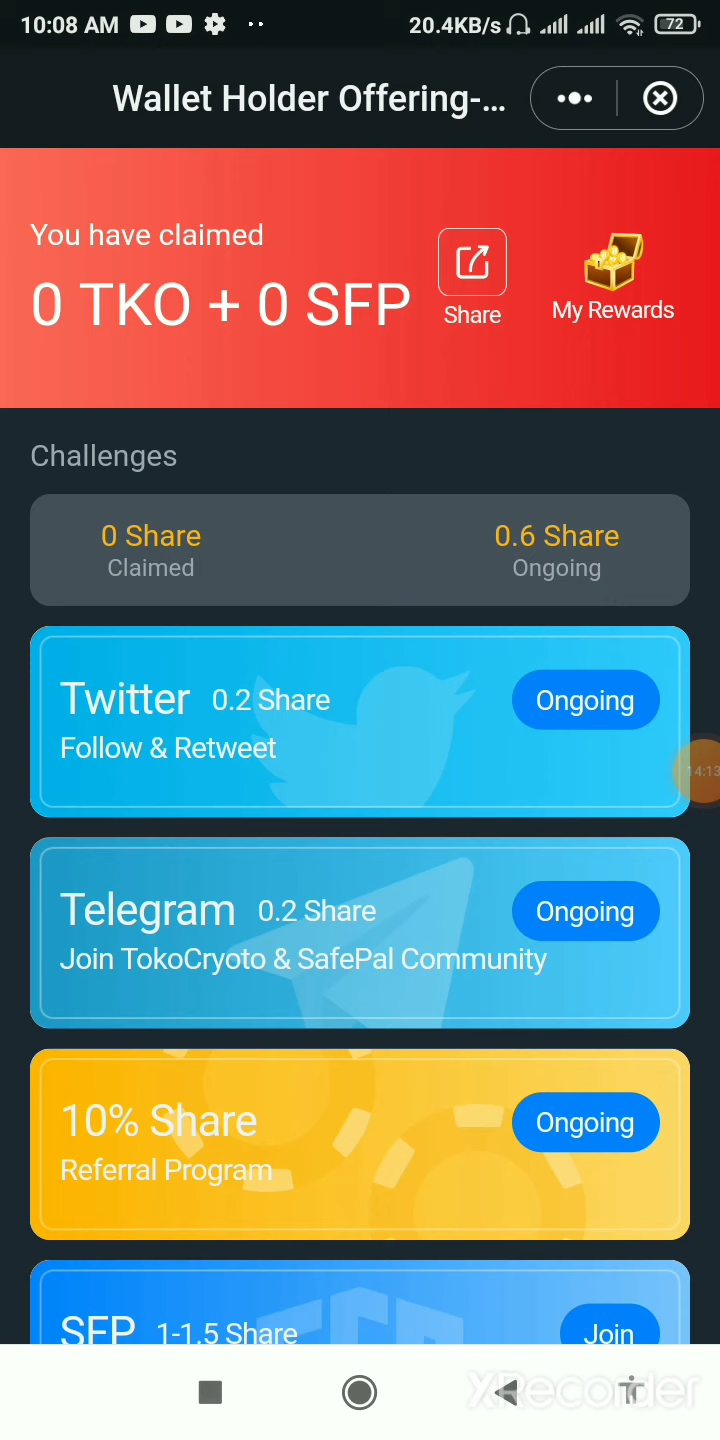 10:08 AM
20.4KB/s
72
Wallet Holder Offering-...
You have claimed
0 TKO + 0 SFP
Share
My Rewards
Challenges
0 Share
0.6 Share
Claimed
Ongoing
Twitter 0.2 Share
Ongoing
Follow & Retweet
14:13
Telegram 0.2 Share
Ongoing
Join TokoCryoto & SafePal Community
10% Share
Ongoing
Referral Program
SFP 1-1.5 Share
Join
XRecorder